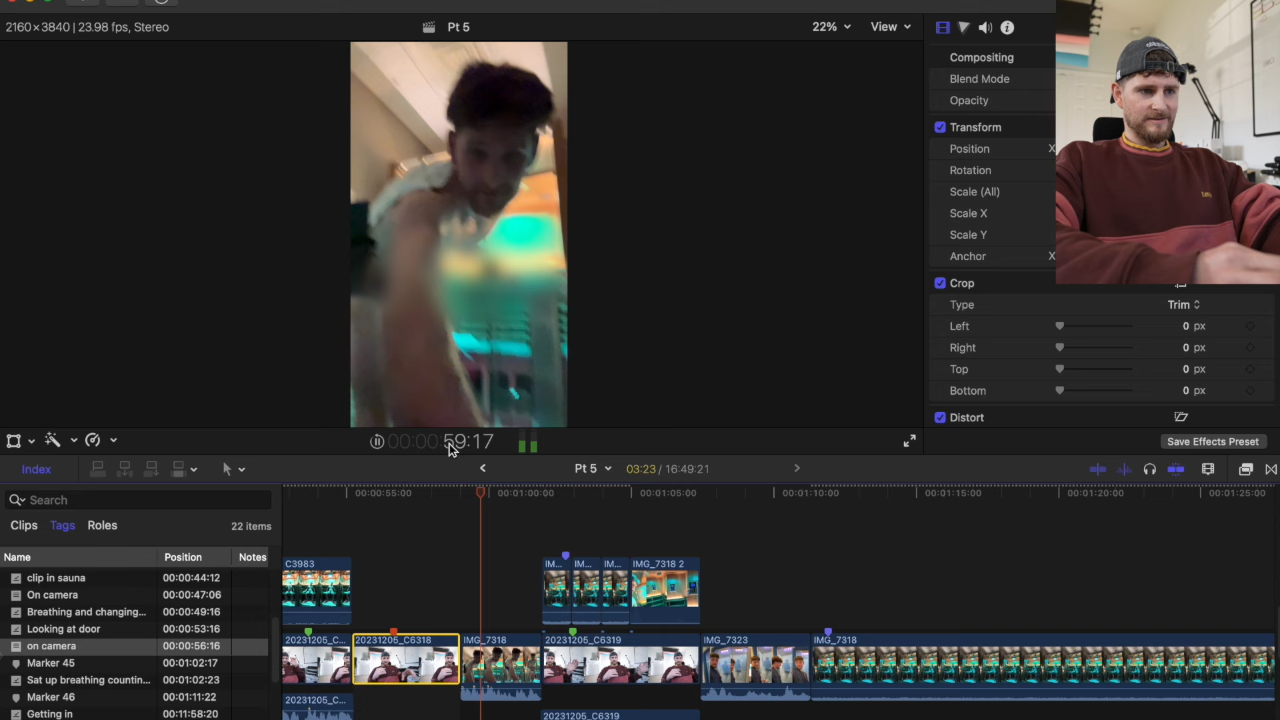 2160×3840 | 23.98 fps, Stereo
Pt 5
22%
View
Compositing
Blend Mode
Opacity
Transform
Position X
Rotation
Scale (All)
Scale X
Scale Y
Anchor X
Crop
Type Trim
Left 0 px
Right 0 px
Top 0 px
Bottom 0 px
Distort
00:00:59:17
Save Effects Preset
Index
Pt 5
03:23 / 16:49:21
Search
Clips Tags Roles 22 items
Name Position Notes
clip in sauna 00:00:44:12
On camera 00:00:47:06
Breathing and changing... 00:00:49:16
Looking at door 00:00:53:16
on camera 00:00:56:16
Marker 45 00:01:02:17
Sat up breathing countin... 00:01:02:23
Marker 46 00:01:11:22
Getting in 00:11:58:20
00:00:55:00
00:01:00:00
00:01:05:00
00:01:10:00
00:01:15:00
00:01:20:00
00:01:25:00
C3983
IM...
IM...
IM...
IMG_7318 2
20231205_C...
20231205_C6318
IMG_7318
20231205_C6319
IMG_7323
IMG_7318
20231205_C...
20231205_C6319